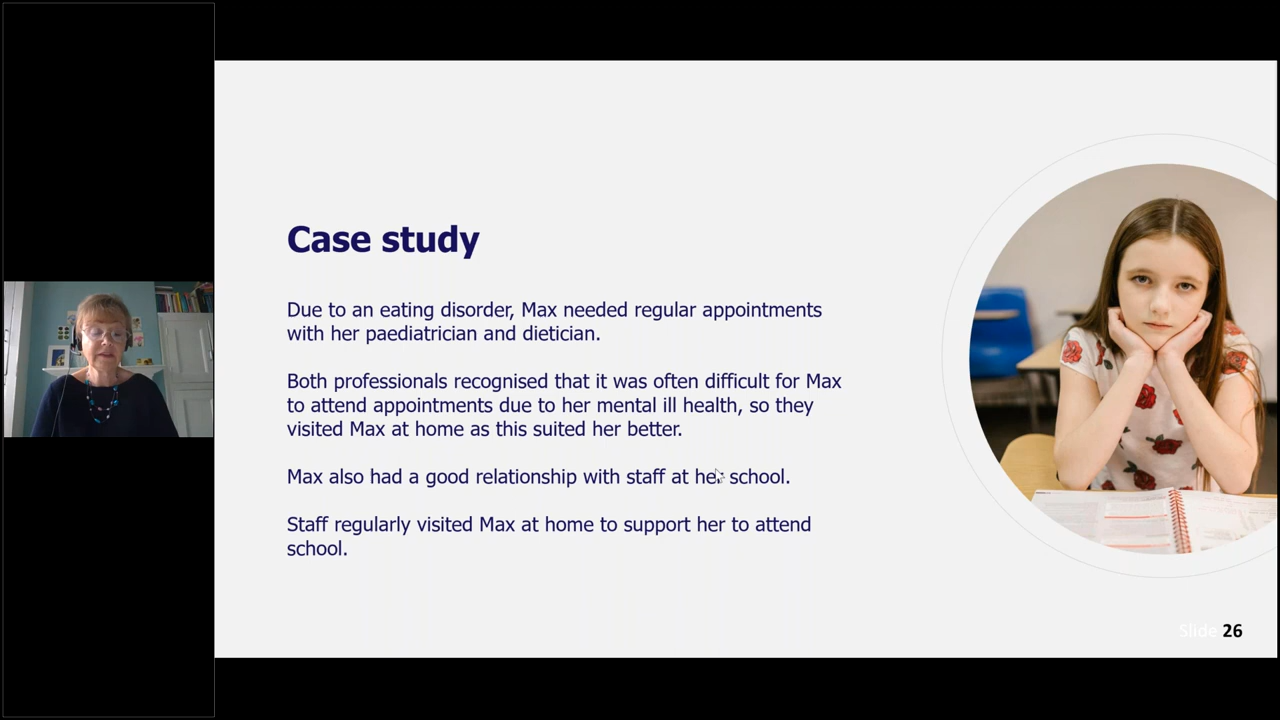 Case study
Due to an eating disorder, Max needed regular appointments
with her paediatrician and dietician.
Both professionals recognised that it was often difficult for Max
to attend appointments due to her mental ill health, so they
visited Max at home as this suited her better.
Max also had a good relationship with staff at her school.
Staff regularly visited Max at home to support her to attend
school.
Slide 26